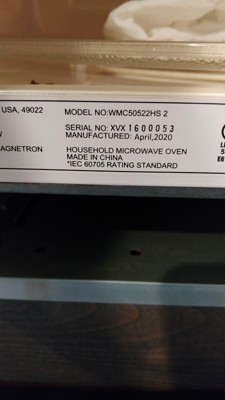 USA, 49022
MODEL NO: WMC50522HS 2
SERIAL NO: XVX 1600053
MANUFACTURED: April,2020
AGNETRON
HOUSEHOLD MICROWAVE OVEN
MADE IN CHINA
*IEC 60705 RATING STANDARD